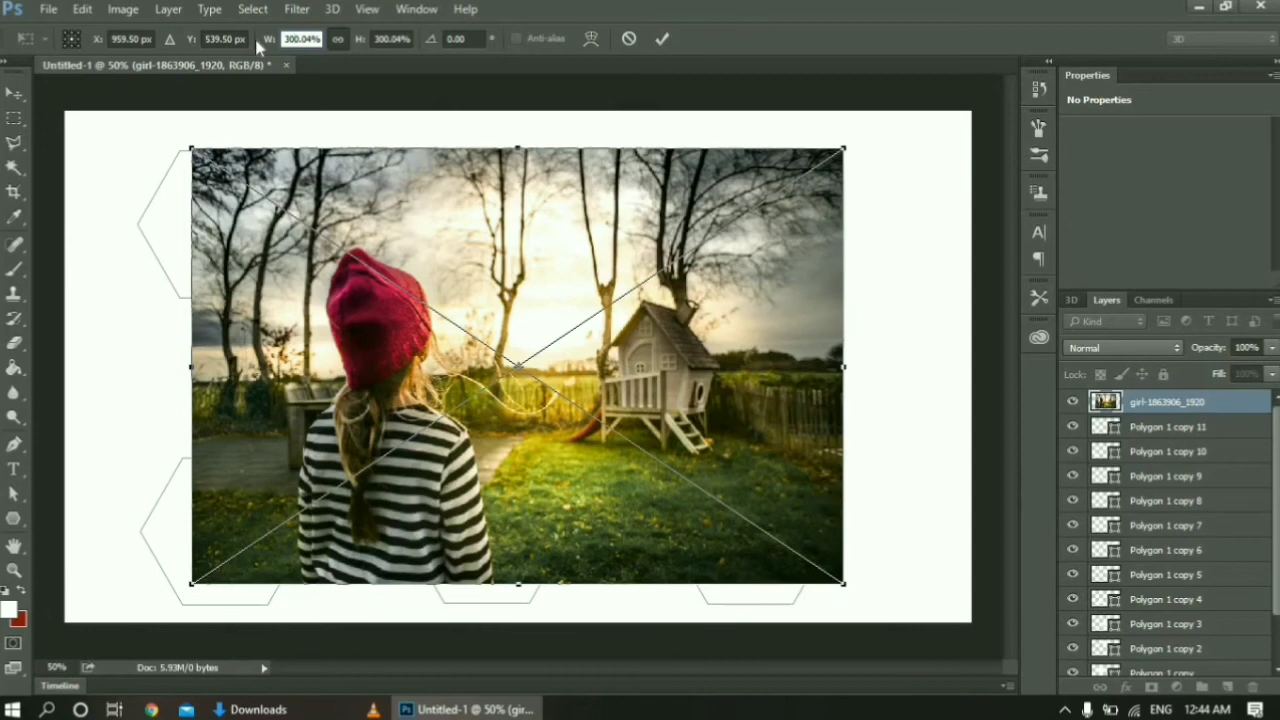 Ps File Edit Image Layer Type Select Filter 3D View Window Help
X: 959.50 px Y: 539.50 px W: 300.04% H: 300.04% 0.00 ° Anti-alias 3D
Untitled-1 @ 50% (girl-1863906_1920, RGB/8) * ×
Properties
No Properties
3D Layers Channels
Kind
Normal Opacity: 100%
Lock: Fill: 100%
girl-1863906_1920
Polygon 1 copy 11
Polygon 1 copy 10
Polygon 1 copy 9
Polygon 1 copy 8
Polygon 1 copy 7
Polygon 1 copy 6
Polygon 1 copy 5
Polygon 1 copy 4
Polygon 1 copy 3
Polygon 1 copy 2
Polygon 1 copy
50% Doc: 5.93M/0 bytes
Timeline
Downloads Ps Untitled-1 @ 50% (gir... ENG 12:44 AM